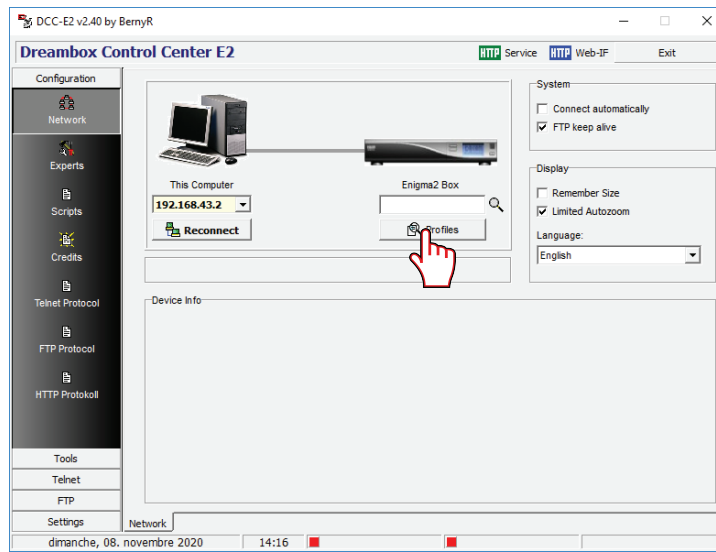 DCC-E2 v2.40 by BernyR
Dreambox Control Center E2
HTTP Service HTTP Web-IF Exit
Configuration
Network
Experts
Scripts
Credits
Telnet Protocol
FTP Protocol
HTTP Protokoll
Tools
Telnet
FTP
Settings
This Computer
192.168.43.2
Reconnect
Enigma2 Box
Profiles
System
Connect automatically
FTP keep alive
Display
Remember Size
Limited Autozoom
Language:
English
Device Info
Network
dimanche, 08. novembre 2020 14:16